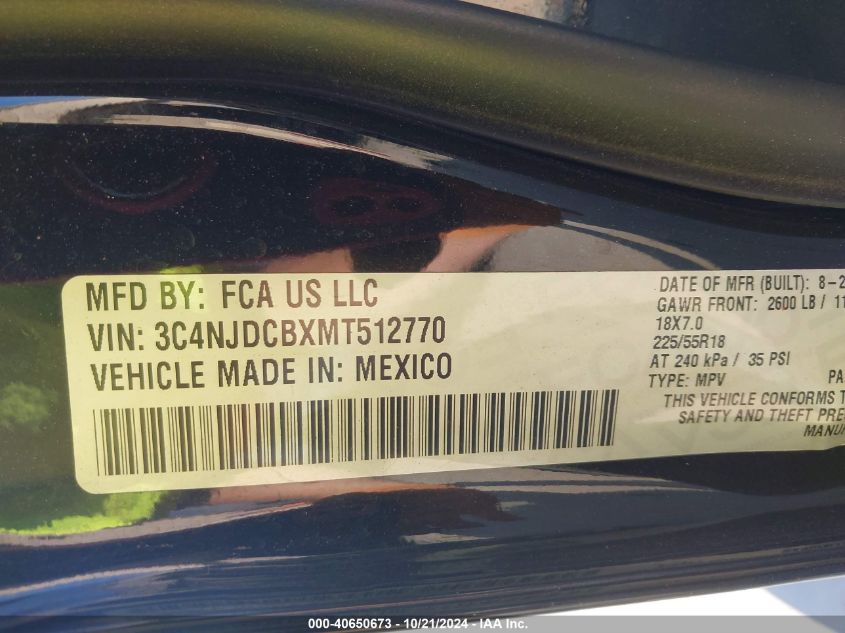 MFD BY: FCA US LLC
VIN: 3C4NJDCBXMT512770
VEHICLE MADE IN: MEXICO
DATE OF MFR (BUILT): 8-2
GAWR FRONT: 2600 LB / 11
18X7.0
225/55R18
AT 240 kPa / 35 PSI
TYPE: MPV PA
THIS VEHICLE CONFORMS T
SAFETY AND THEFT PRE
MANU
000-40650673 - 10/21/2024 - IAA Inc.